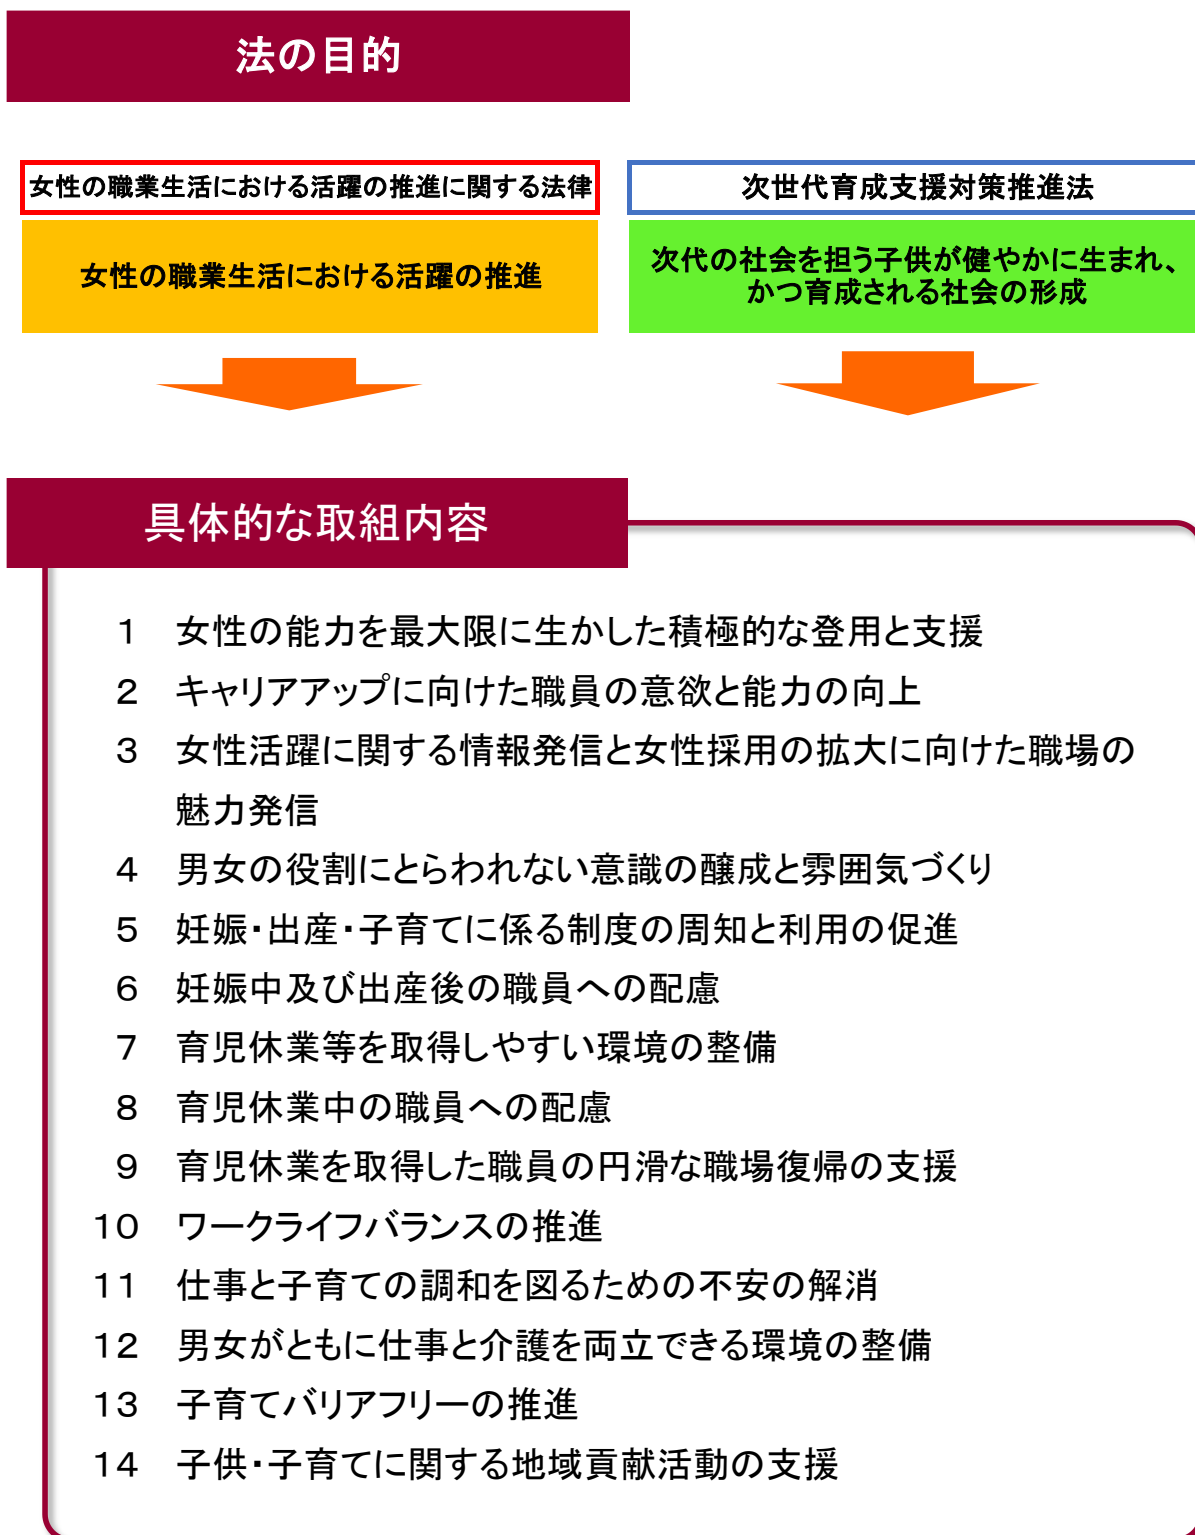 法の目的
女性の職業生活における活躍の推進に関する法律
次世代育成支援対策推進法
女性の職業生活における活躍の推進
次代の社会を担う子供が健やかに生まれ、
かつ育成される社会の形成
具体的な取組内容
1 女性の能力を最大限に生かした積極的な登用と支援
2 キャリアアップに向けた職員の意欲と能力の向上
3 女性活躍に関する情報発信と女性採用の拡大に向けた職場の
魅力発信
4 男女の役割にとらわれない意識の醸成と雰囲気づくり
5 妊娠・出産・子育てに係る制度の周知と利用の促進
6 妊娠中及び出産後の職員への配慮
7 育児休業等を取得しやすい環境の整備
8 育児休業中の職員への配慮
9 育児休業を取得した職員の円滑な職場復帰の支援
10 ワークライフバランスの推進
11 仕事と子育ての調和を図るための不安の解消
12 男女がともに仕事と介護を両立できる環境の整備
13 子育てバリアフリーの推進
14 子供・子育てに関する地域貢献活動の支援